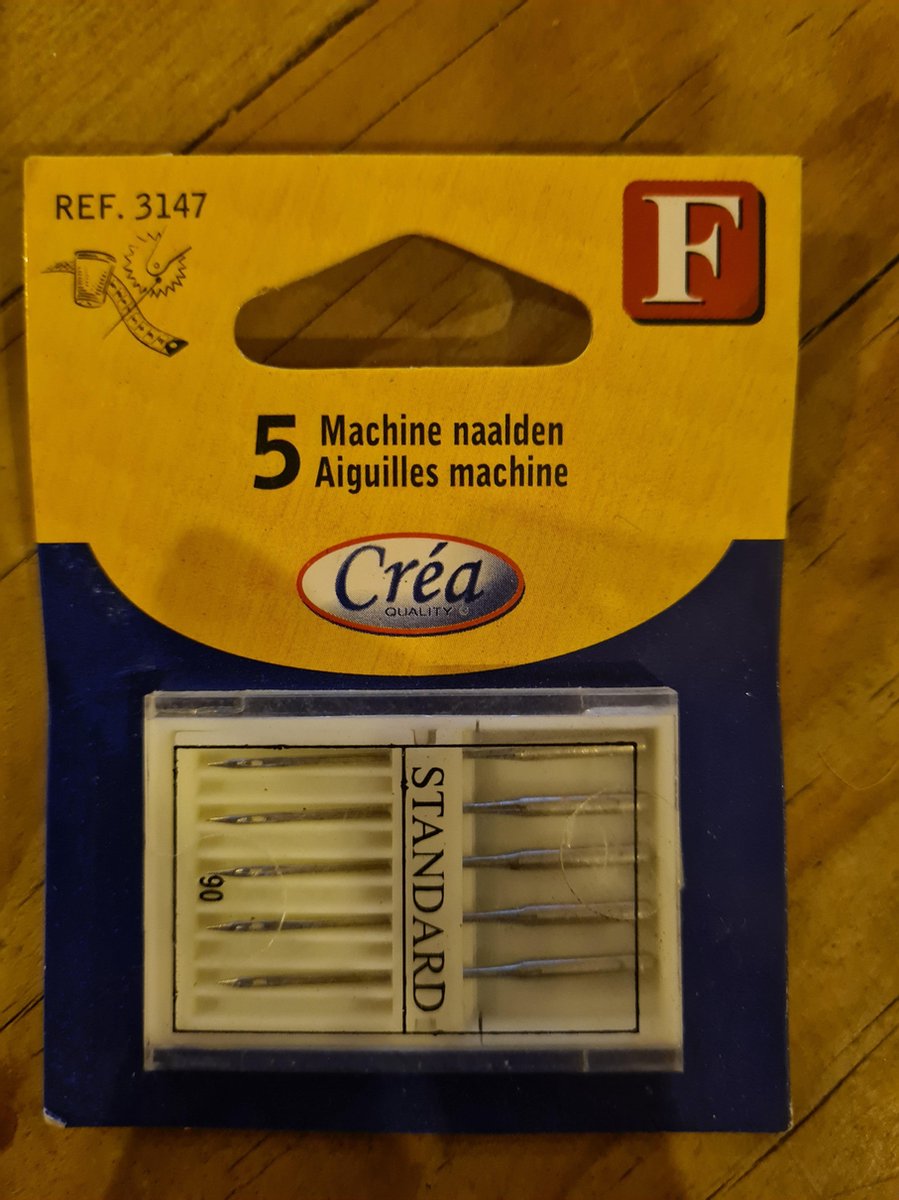 REF. 3147
F
5 Machine naalden
Aiguilles machine
Créa
QUALITY
STANDARD
90